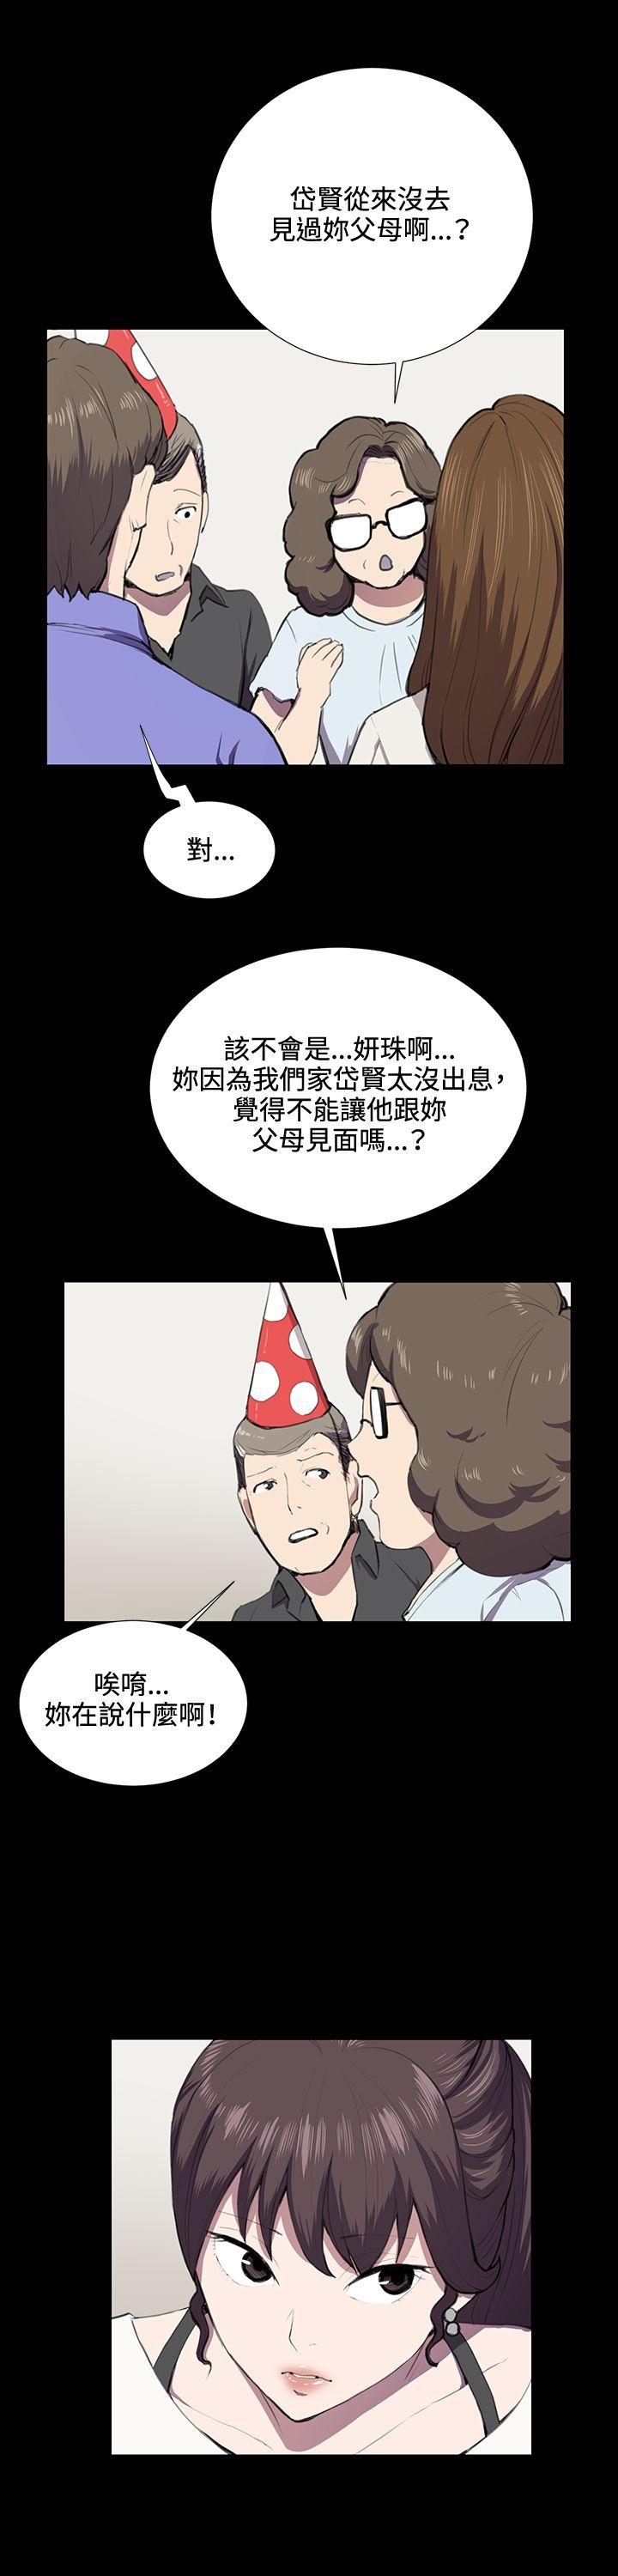 岱賢從來沒去
見過妳父母啊...?
對...
該不會是...妍珠啊...
妳因為我們家岱賢太沒出息，
覺得不能讓他跟妳
父母見面嗎...?
唉唷...
妳在說什麼啊!